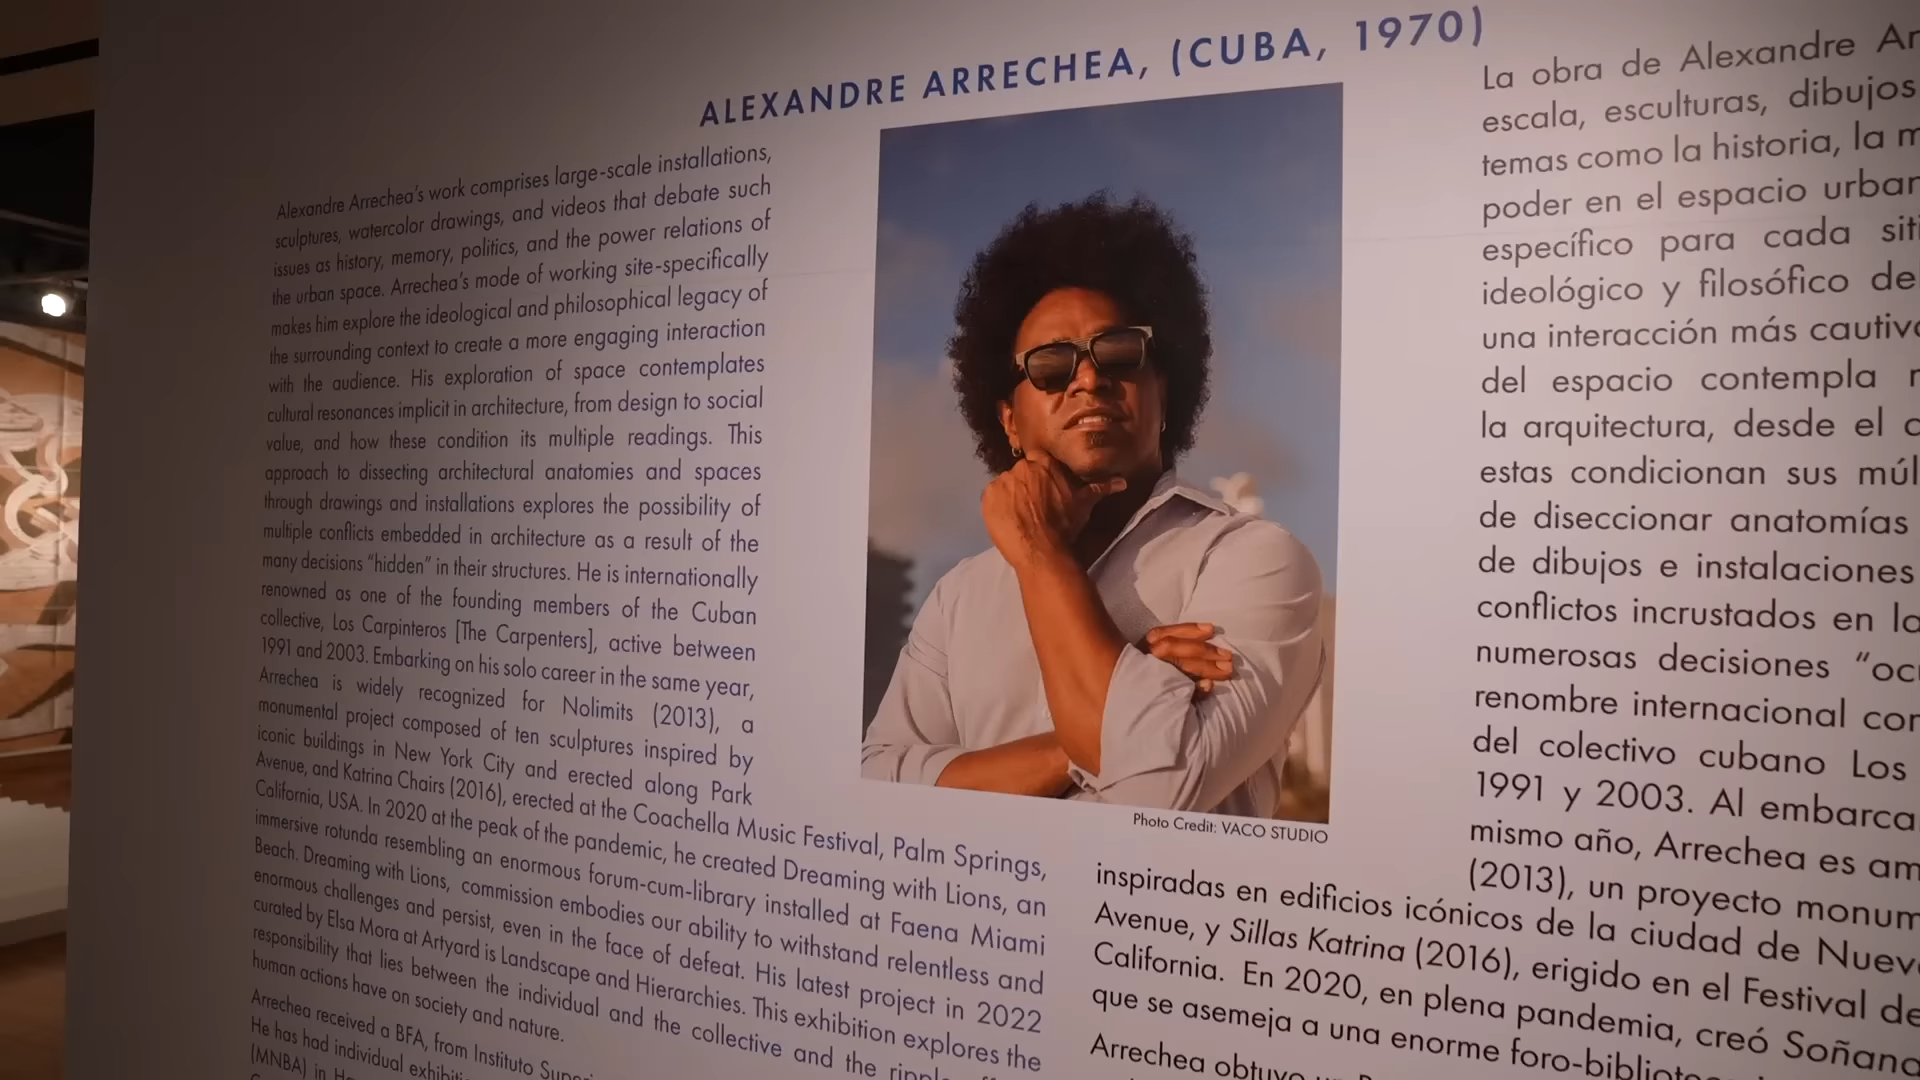 ALEXANDRE ARRECHEA, (CUBA, 1970)
Alexandre Arrechea's work comprises large-scale installations,
sculptures, watercolor drawings, and videos that debate such
issues as history, memory, politics, and the power relations of
the urban space. Arrechea's mode of working site-specifically
makes him explore the ideological and philosophical legacy of
the surrounding context to create a more engaging interaction
with the audience. His exploration of space contemplates
cultural resonances implicit in architecture, from design to social
value, and how these condition its multiple readings. This
approach to dissecting architectural anatomies and spaces
through drawings and installations explores the possibility of
multiple conflicts embedded in architecture as a result of the
many decisions “hidden” in their structures. He is internationally
renowned as one of the founding members of the Cuban
collective, Los Carpinteros [The Carpenters], active between
1991 and 2003. Embarking on his solo career in the same year,
Arrechea is widely recognized for Nolimits (2013), a
monumental project composed of ten sculptures inspired by
iconic buildings in New York City and erected along Park
Avenue, and Katrina Chairs (2016), erected at the Coachella Music Festival, Palm Springs,
California, USA. In 2020 at the peak of the pandemic, he created Dreaming with Lions, an
immersive rotunda resembling an enormous forum-cum-library installed at Faena Miami
Beach. Dreaming with Lions, commission embodies our ability to withstand relentless and
enormous challenges and persist, even in the face of defeat. His latest project in 2022
curated by Elsa Mora at Artyard is Landscape and Hierarchies. This exhibition explores the
responsibility that lies between the individual and the collective and the
human actions have on society and nature.
Arrechea received a BFA, from Instituto
He has had individual
(MNBA) in
Photo Credit: VACO STUDIO
La obra de Alexandre
escala, esculturas, dibujos
temas como la historia, la
poder en el espacio
específico para cada
ideológico y filosófico
una interacción más
del espacio contempla
la arquitectura, desde el
estas condicionan sus
de diseccionar anatomías
de dibujos e instalaciones
conflictos incrustados en
numerosas decisiones
renombre internacional
del colectivo cubano Los
1991 y 2003. Al
mismo año, Arrechea es
(2013), un proyecto
inspiradas en edificios icónicos de la ciudad de
Avenue, y Sillas Katrina (2016), erigido en el Festival
California. En 2020, en plena pandemia, creó
que se asemeja a una enorme
Arrechea obtuvo